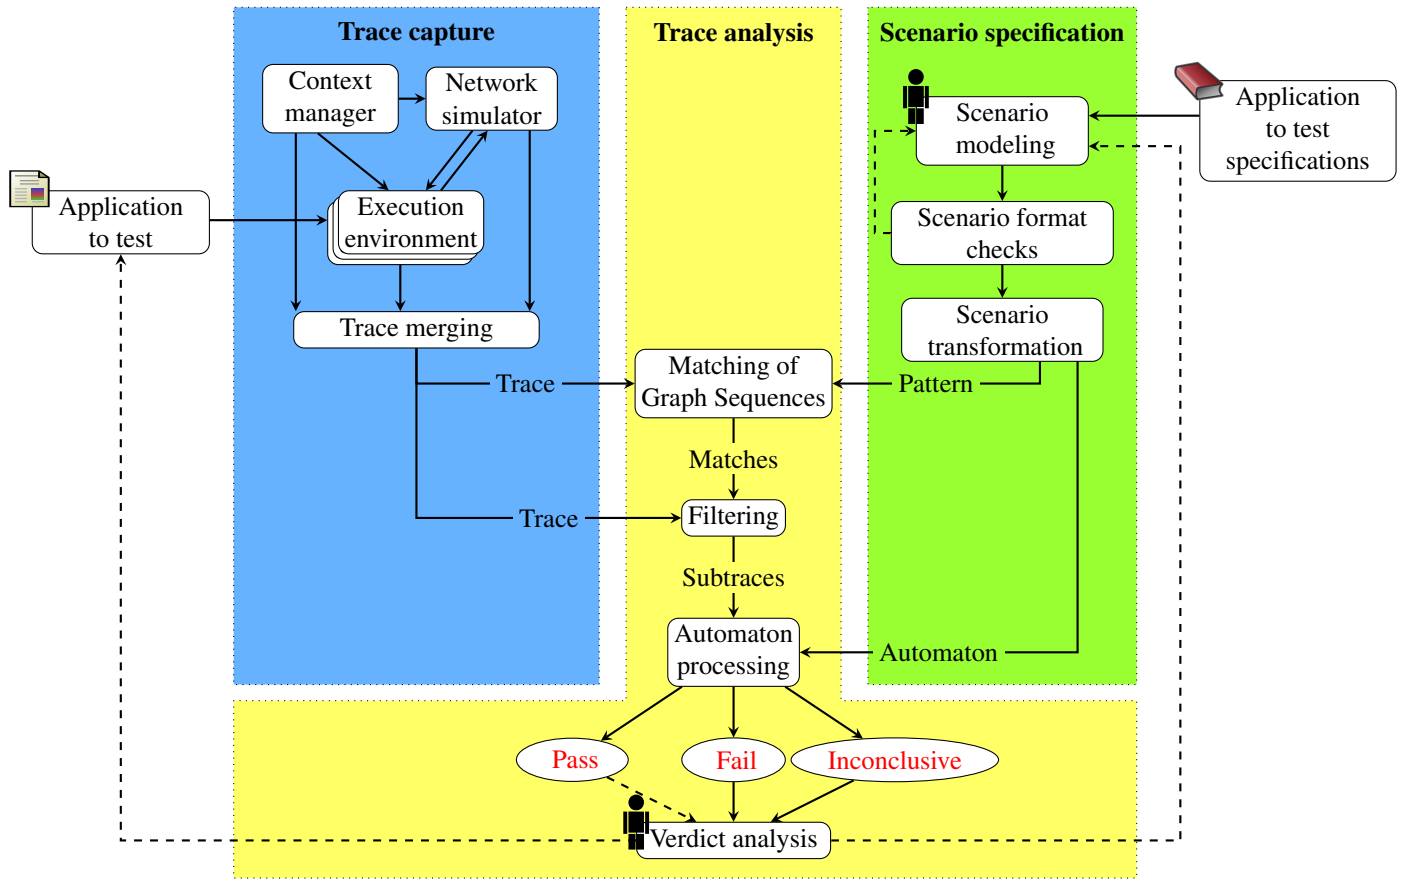 Trace capture
Trace analysis
Scenario specification
Context
manager
Network
simulator
Scenario
modeling
Application
to test
specifications
Application
to test
Execution
environment
Scenario format
checks
Trace merging
Scenario
transformation
Matching of
Graph Sequences
Trace
Pattern
Matches
Trace
Filtering
Subtraces
Automaton
processing
Automaton
Pass
Fail
Inconclusive
Verdict analysis